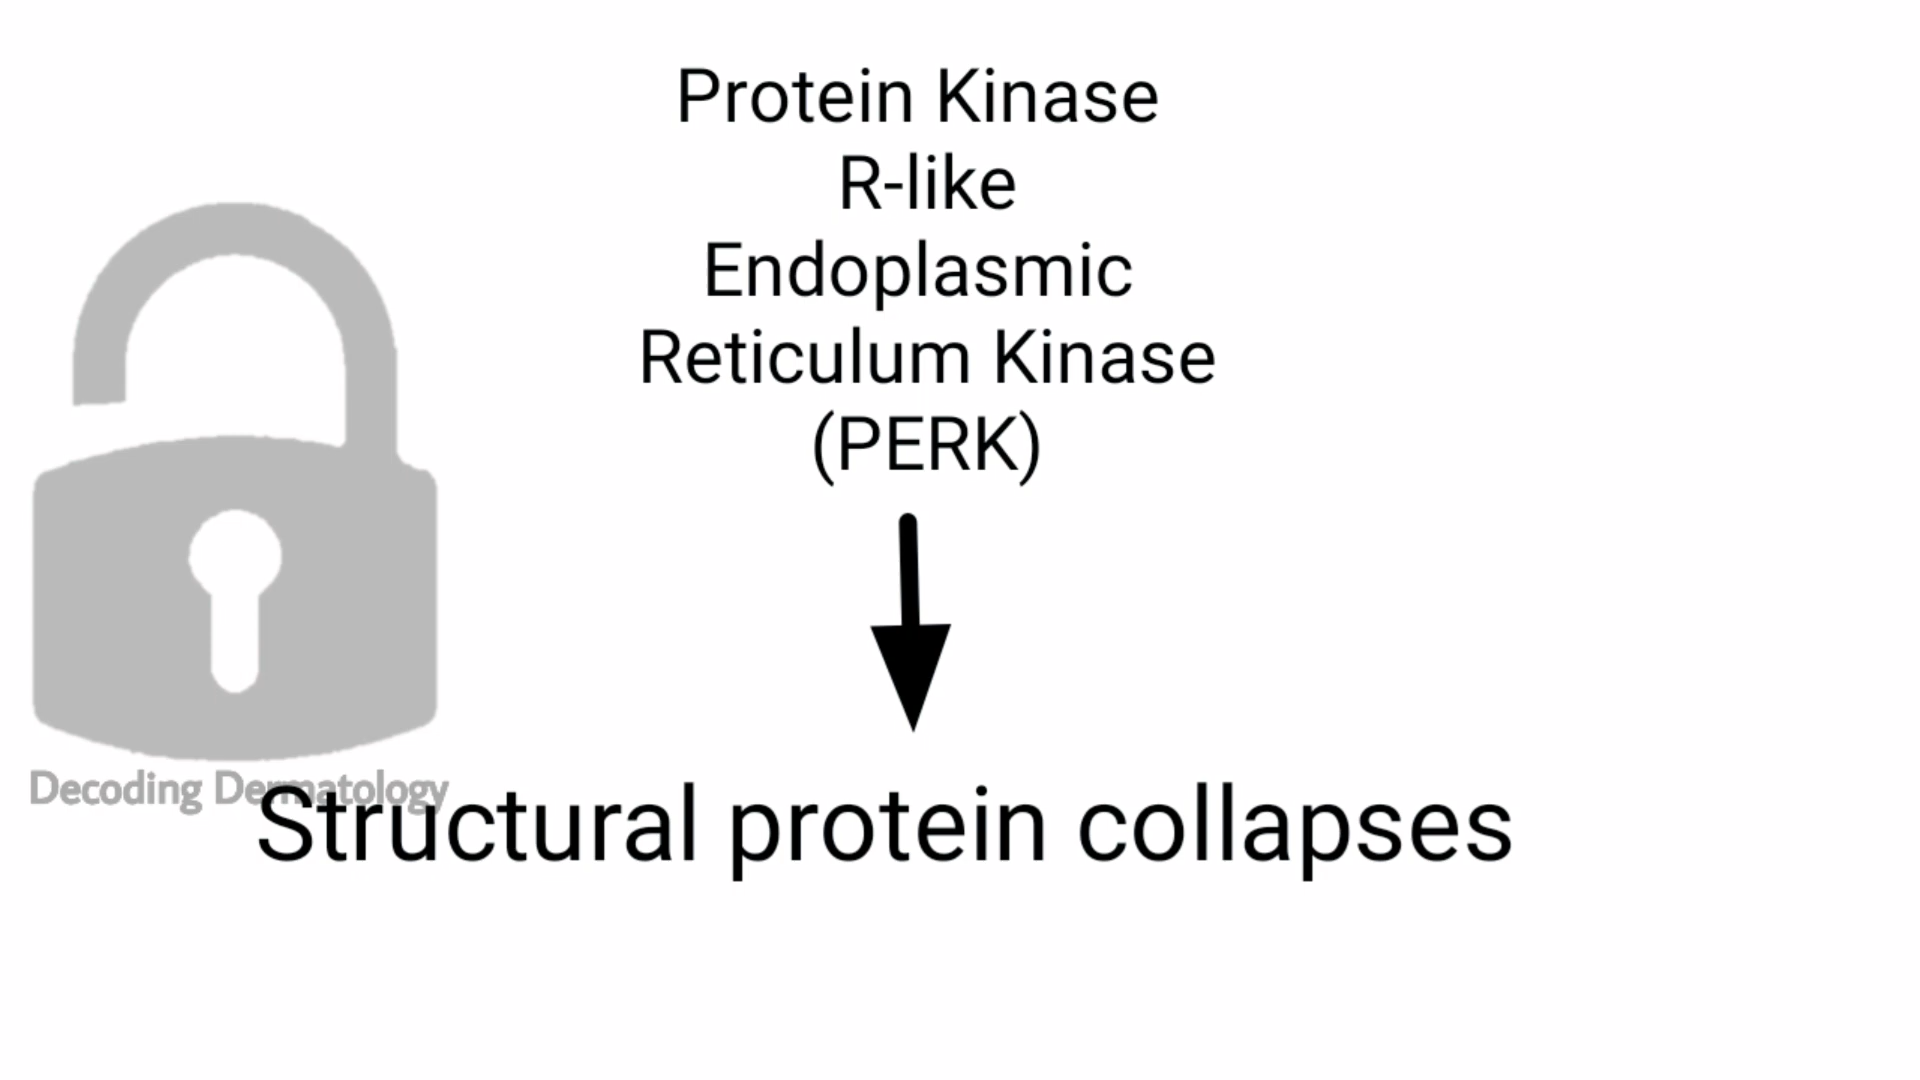 Protein Kinase
R-like
Endoplasmic
Reticulum Kinase
(PERK)
Decoding Dermatology
Structural protein collapses